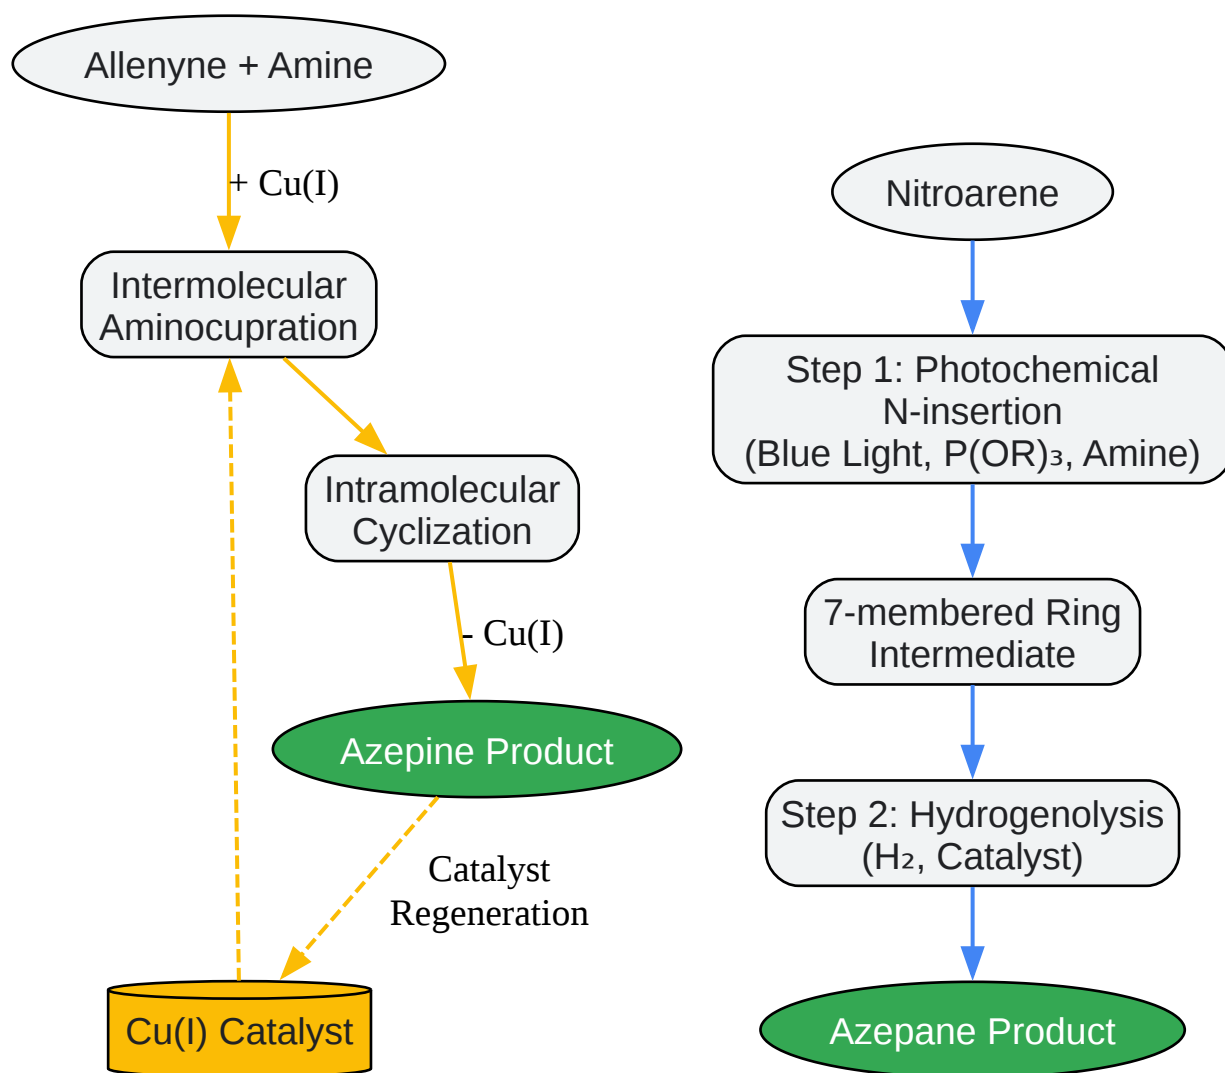 Allenyne + Amine
+ Cu(I)
Intermolecular
Aminocupration
Intramolecular
Cyclization
- Cu(I)
Azepine Product
Catalyst
Regeneration
Cu(I) Catalyst
Nitroarene
Step 1: Photochemical
N-insertion
(Blue Light, P(OR)₃, Amine)
7-membered Ring
Intermediate
Step 2: Hydrogenolysis
(H₂, Catalyst)
Azepane Product